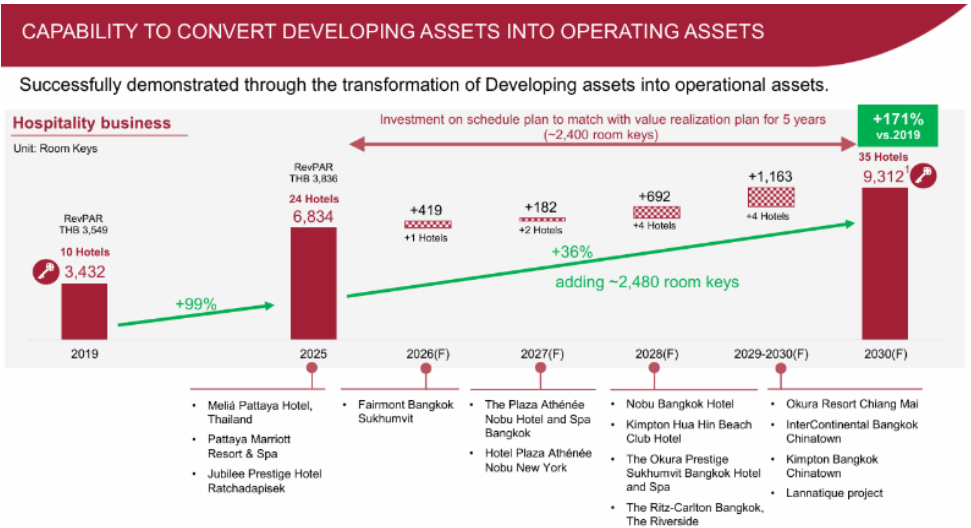 CAPABILITY TO CONVERT DEVELOPING ASSETS INTO OPERATING ASSETS
Successfully demonstrated through the transformation of Developing assets into operational assets.
Hospitality business
Unit: Room Keys
Investment on schedule plan to match with value realization plan for 5 years
(~2,400 room keys)
+171%
vs.2019
RevPAR
THB 3,549
10 Hotels
3,432
+99%
RevPAR
THB 3,836
24 Hotels
6,834
+419
+1 Hotels
+182
+2 Hotels
+692
+4 Hotels
+1,163
+4 Hotels
35 Hotels
9,312¹
+36%
adding ~2,480 room keys
2019
2025
2026(F)
2027(F)
2028(F)
2029-2030(F)
2030(F)
• Meliá Pattaya Hotel,
Thailand
• Pattaya Marriott
Resort & Spa
• Jubilee Prestige Hotel
Ratchadapisek
• Fairmont Bangkok
Sukhumvit
• The Plaza Athénée
Nobu Hotel and Spa
Bangkok
• Hotel Plaza Athénée
Nobu New York
• Nobu Bangkok Hotel
• Kimpton Hua Hin Beach
Club Hotel
• The Okura Prestige
Sukhumvit Bangkok Hotel
and Spa
• The Ritz-Carlton Bangkok,
The Riverside
• Okura Resort Chiang Mai
• InterContinental Bangkok
Chinatown
• Kimpton Bangkok
Chinatown
• Lannatique project